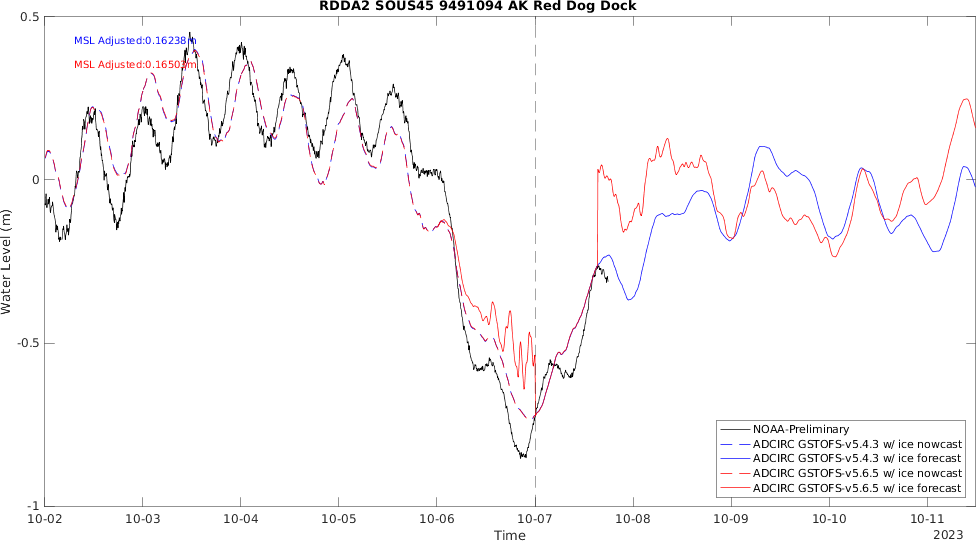 RDDA2 SOUS45 9491094 AK Red Dog Dock
MSL Adjusted:0.16238m
MSL Adjusted:0.16503m
Water Level (m)
0.5
0
-0.5
-1
10-02 10-03 10-04 10-05 10-06 10-07 10-08 10-09 10-10 10-11
Time
2023
NOAA-Preliminary
ADCIRC GSTOFS-v5.4.3 w/ ice nowcast
ADCIRC GSTOFS-v5.4.3 w/ ice forecast
ADCIRC GSTOFS-v5.6.5 w/ ice nowcast
ADCIRC GSTOFS-v5.6.5 w/ ice forecast